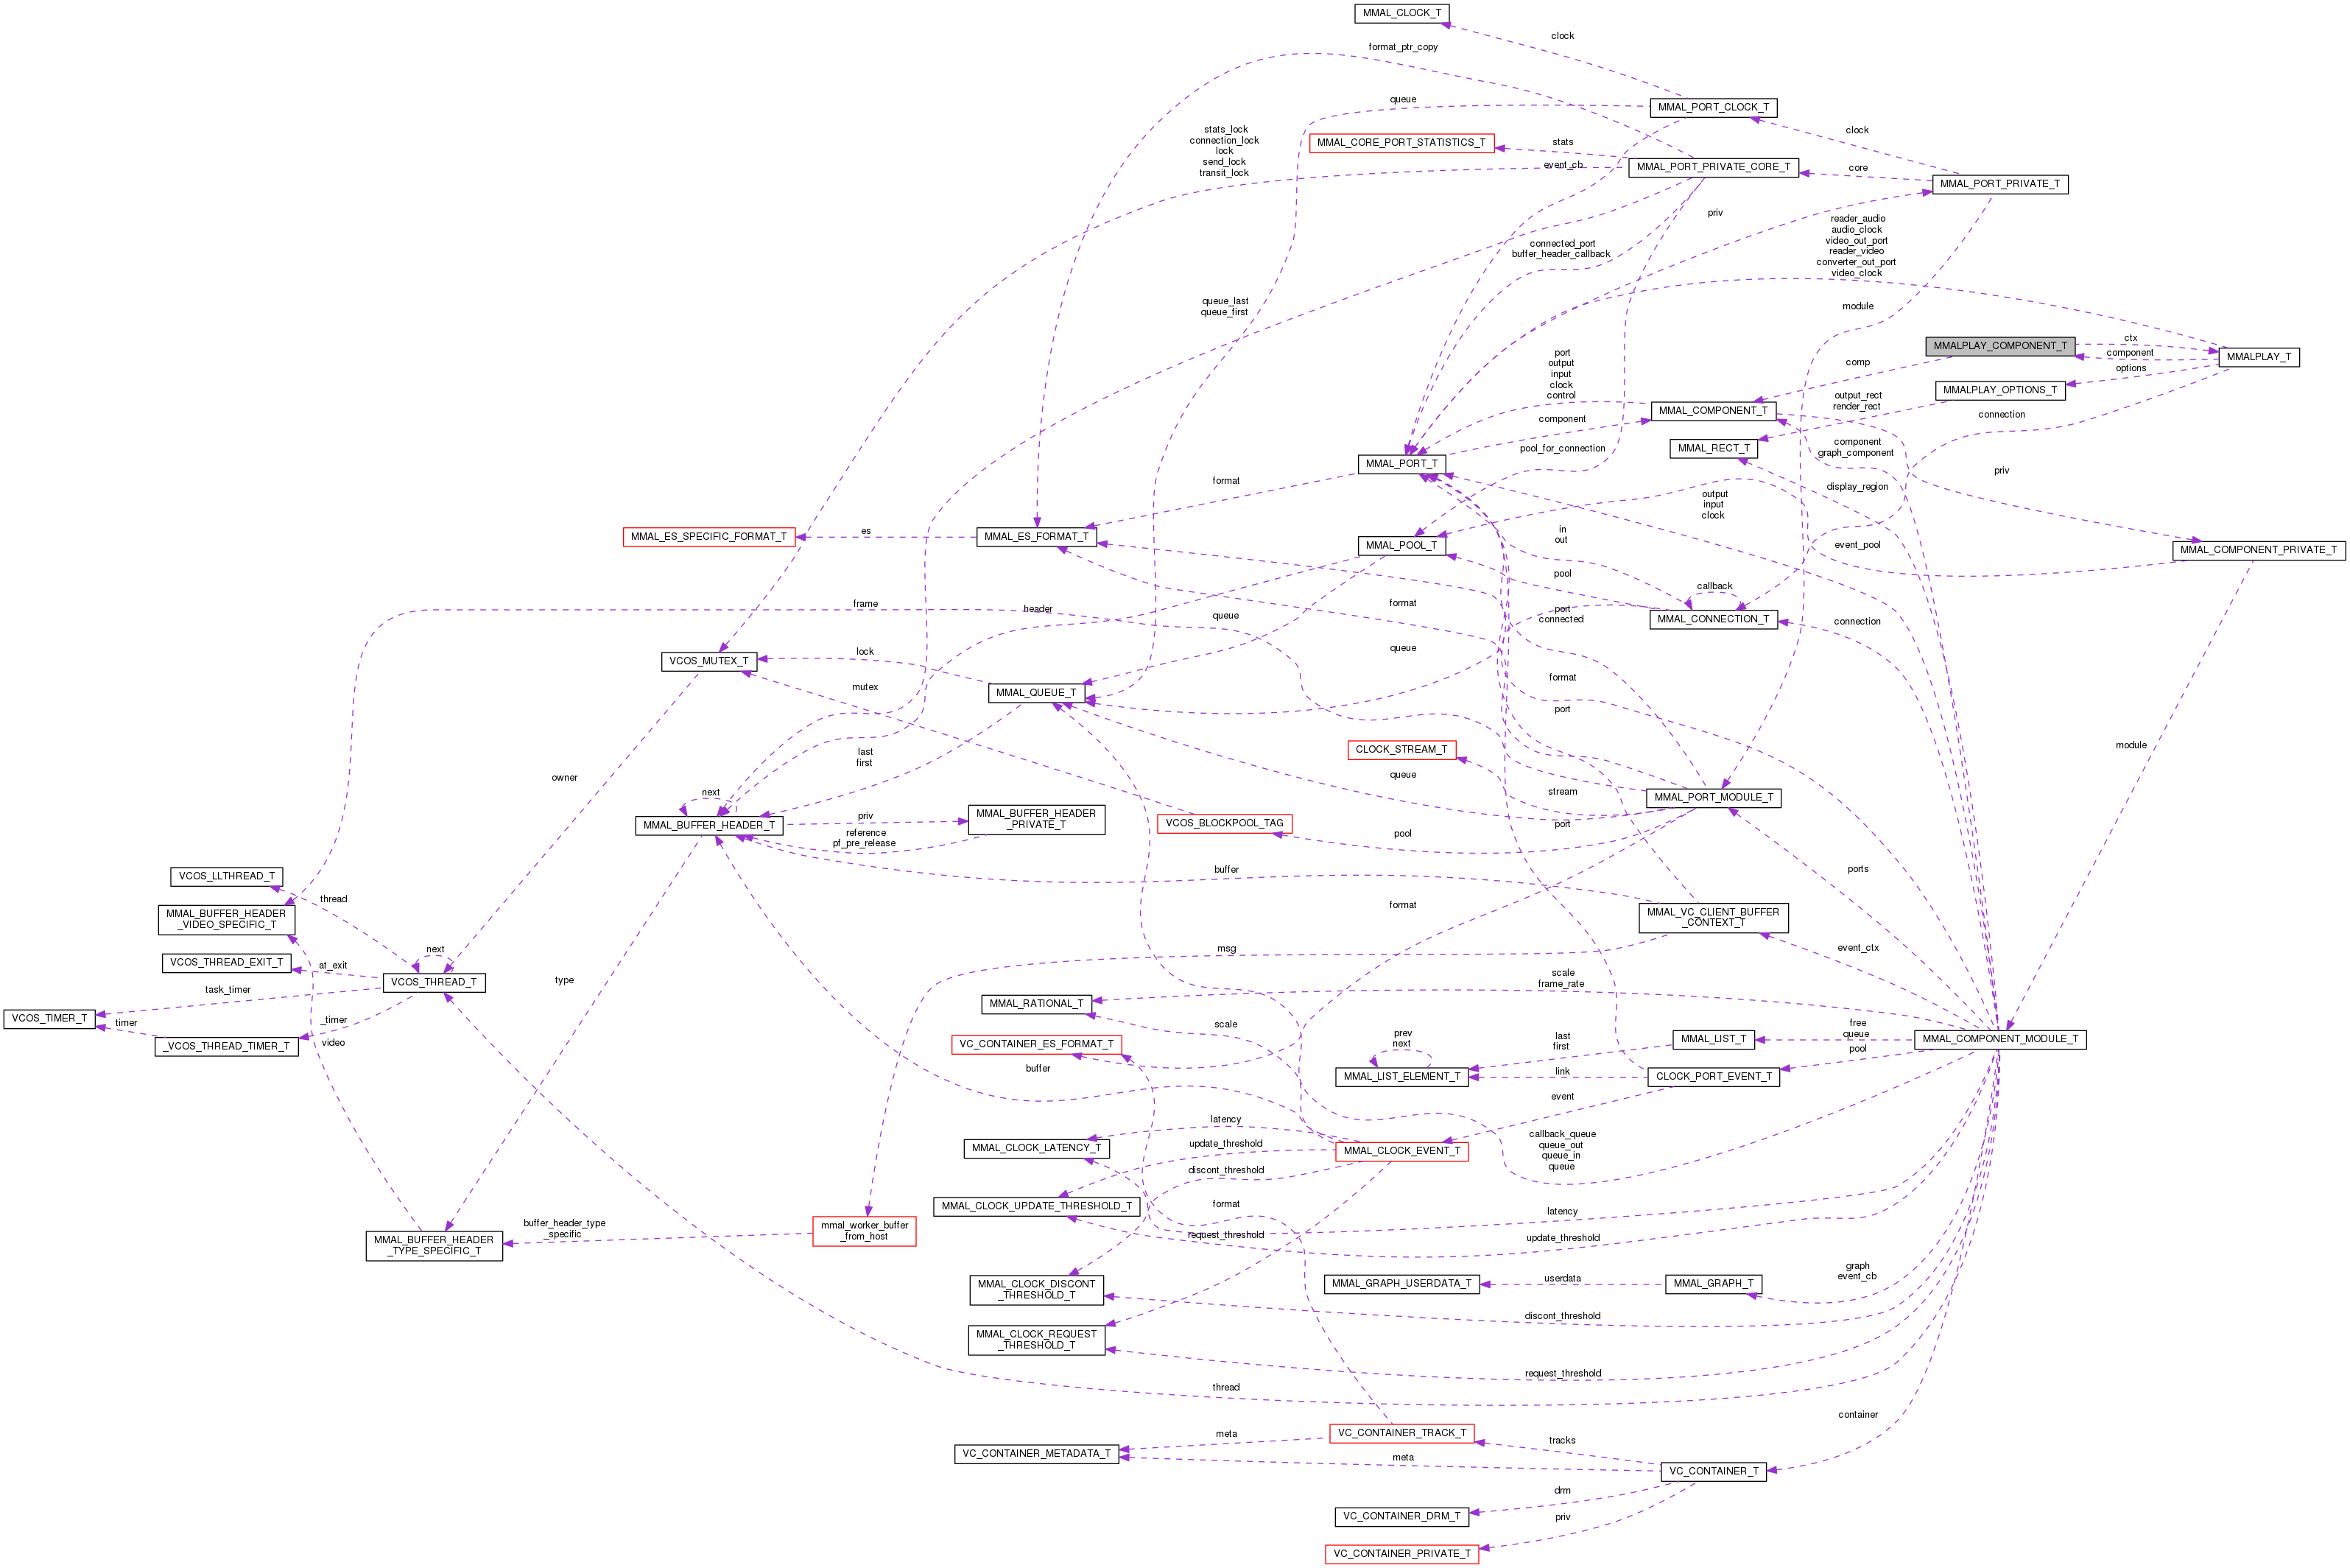 MMAL_CLOCK_T
clock
format_ptr_copy
queue
MMAL_PORT_CLOCK_T
stats_lock
connection_lock
lock
send_lock
transit_lock
MMAL_CORE_PORT_STATISTICS_T
stats
event_cb
MMAL_PORT_PRIVATE_CORE_T
clock
core
MMAL_PORT_PRIVATE_T
priv
connected_port
buffer_header_callback
reader_audio
audio_clock
video_out_port
reader_video
converter_out_port
video_clock
queue_last
queue_first
module
MMALPLAY_COMPONENT_T
ctx
component
options
MMALPLAY_T
port
output
input
clock
control
comp
MMALPLAY_OPTIONS_T
output_rect
render_rect
MMAL_COMPONENT_T
component
connection
MMAL_RECT_T
component
graph_component
pool_for_connection
MMAL_PORT_T
format
priv
display_region
output
input
clock
MMAL_ES_SPECIFIC_FORMAT_T
es
MMAL_ES_FORMAT_T
in
out
MMAL_POOL_T
event_pool
MMAL_COMPONENT_PRIVATE_T
pool
callback
frame
header
queue
format
port
connected
MMAL_CONNECTION_T
connection
VCOS_MUTEX_T
lock
queue
format
mutex
MMAL_QUEUE_T
port
module
last
first
CLOCK_STREAM_T
owner
queue
stream
MMAL_PORT_MODULE_T
next
MMAL_BUFFER_HEADER_T
priv
MMAL_BUFFER_HEADER
_PRIVATE_T
reference
pf_pre_release
VCOS_BLOCKPOOL_TAG
pool
port
VCOS_LLTHREAD_T
thread
buffer
ports
MMAL_BUFFER_HEADER
_VIDEO_SPECIFIC_T
format
MMAL_VC_CLIENT_BUFFER
_CONTEXT_T
msg
event_ctx
next
VCOS_THREAD_EXIT_T
at_exit
VCOS_THREAD_T
type
scale
frame_rate
task_timer
MMAL_RATIONAL_T
VCOS_TIMER_T
timer
_timer
video
_VCOS_THREAD_TIMER_T
scale
VC_CONTAINER_ES_FORMAT_T
prev
next
last
first
MMAL_LIST_T
free
queue
MMAL_COMPONENT_MODULE_T
pool
buffer
MMAL_LIST_ELEMENT_T
link
CLOCK_PORT_EVENT_T
event
latency
MMAL_CLOCK_LATENCY_T
update_threshold
MMAL_CLOCK_EVENT_T
callback_queue
queue_out
queue_in
queue
discont_threshold
MMAL_CLOCK_UPDATE_THRESHOLD_T
format
latency
buffer_header_type
_specific
mmal_worker_buffer
_from_host
MMAL_BUFFER_HEADER
_TYPE_SPECIFIC_T
request_threshold
update_threshold
MMAL_CLOCK_DISCONT
_THRESHOLD_T
MMAL_GRAPH_USERDATA_T
userdata
MMAL_GRAPH_T
graph
event_cb
discont_threshold
MMAL_CLOCK_REQUEST
_THRESHOLD_T
request_threshold
thread
container
VC_CONTAINER_TRACK_T
meta
tracks
VC_CONTAINER_METADATA_T
meta
VC_CONTAINER_T
drm
VC_CONTAINER_DRM_T
priv
VC_CONTAINER_PRIVATE_T